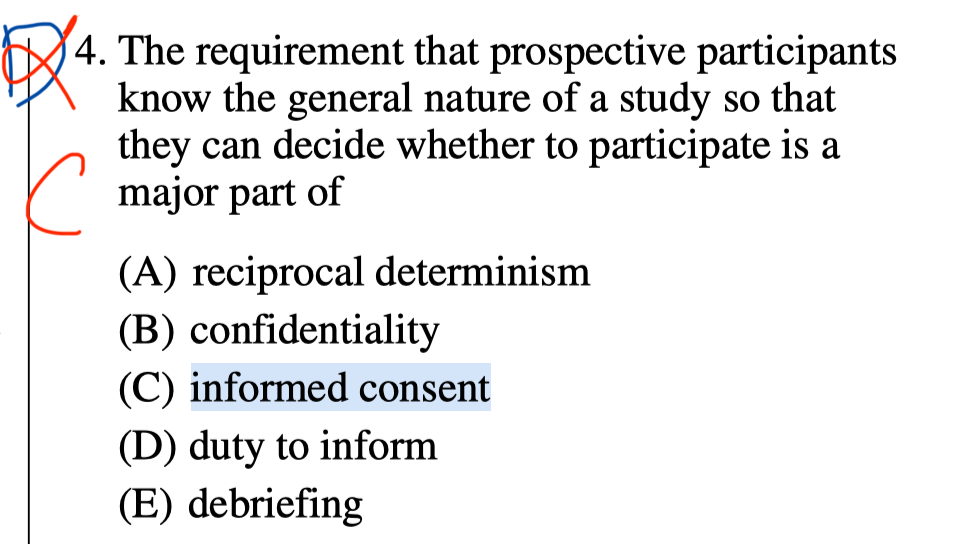 D
4. The requirement that prospective participants
know the general nature of a study so that
they can decide whether to participate is a
major part of
C
(A) reciprocal determinism
(B) confidentiality
(C) informed consent
(D) duty to inform
(E) debriefing